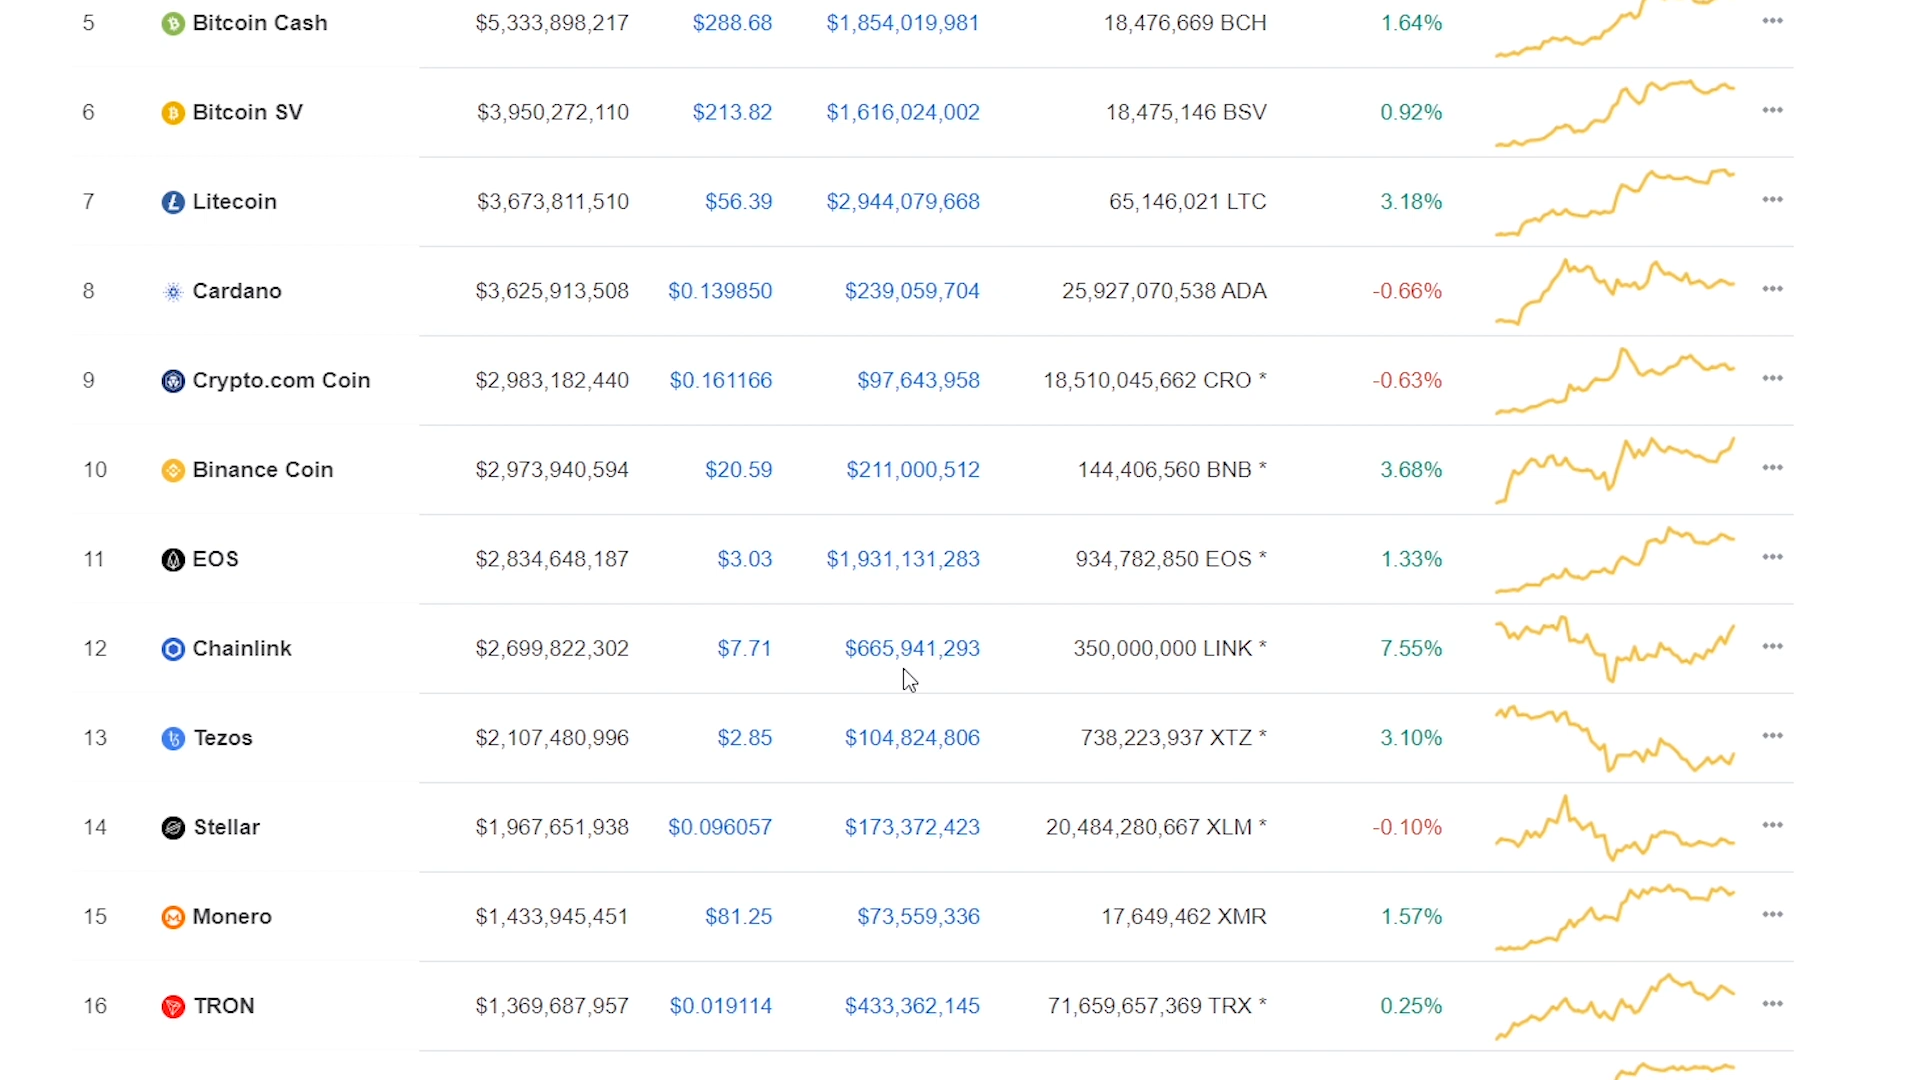 5 Bitcoin Cash $5,333,898,217 $288.68 $1,854,019,981 18,476,669 BCH 1.64%
6 Bitcoin SV $3,950,272,110 $213.82 $1,616,024,002 18,475,146 BSV 0.92%
7 Litecoin $3,673,811,510 $56.39 $2,944,079,668 65,146,021 LTC 3.18%
8 Cardano $3,625,913,508 $0.139850 $239,059,704 25,927,070,538 ADA -0.66%
9 Crypto.com Coin $2,983,182,440 $0.161166 $97,643,958 18,510,045,662 CRO * -0.63%
10 Binance Coin $2,973,940,594 $20.59 $211,000,512 144,406,560 BNB * 3.68%
11 EOS $2,834,648,187 $3.03 $1,931,131,283 934,782,850 EOS * 1.33%
12 Chainlink $2,699,822,302 $7.71 $665,941,293 350,000,000 LINK * 7.55%
13 Tezos $2,107,480,996 $2.85 $104,824,806 738,223,937 XTZ * 3.10%
14 Stellar $1,967,651,938 $0.096057 $173,372,423 20,484,280,667 XLM * -0.10%
15 Monero $1,433,945,451 $81.25 $73,559,336 17,649,462 XMR 1.57%
16 TRON $1,369,687,957 $0.019114 $433,362,145 71,659,657,369 TRX * 0.25%